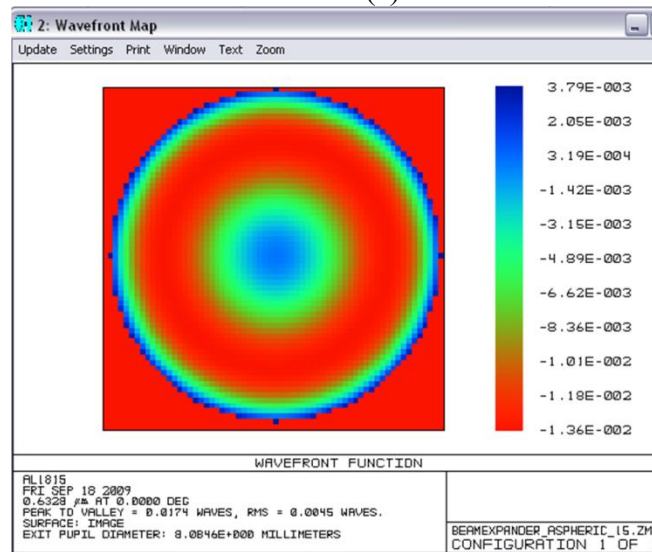 2: Wavefront Map
Update Settings Print Window Text Zoom
3.79E-003
2.05E-003
3.19E-004
-1.42E-003
-3.15E-003
-4.89E-003
-6.62E-003
-8.36E-003
-1.01E-002
-1.18E-002
-1.36E-002
WAVEFRONT FUNCTION
AL1815
FRI SEP 18 2009
0.6328 µm AT 0.0000 DEG
PEAK TO VALLEY = 0.0174 WAVES, RMS = 0.0045 WAVES.
SURFACE: IMAGE
EXIT PUPIL DIAMETER: 8.0846E+000 MILLIMETERS
BEAMEXPANDER_ASPHERIC_15.ZM
CONFIGURATION 1 OF